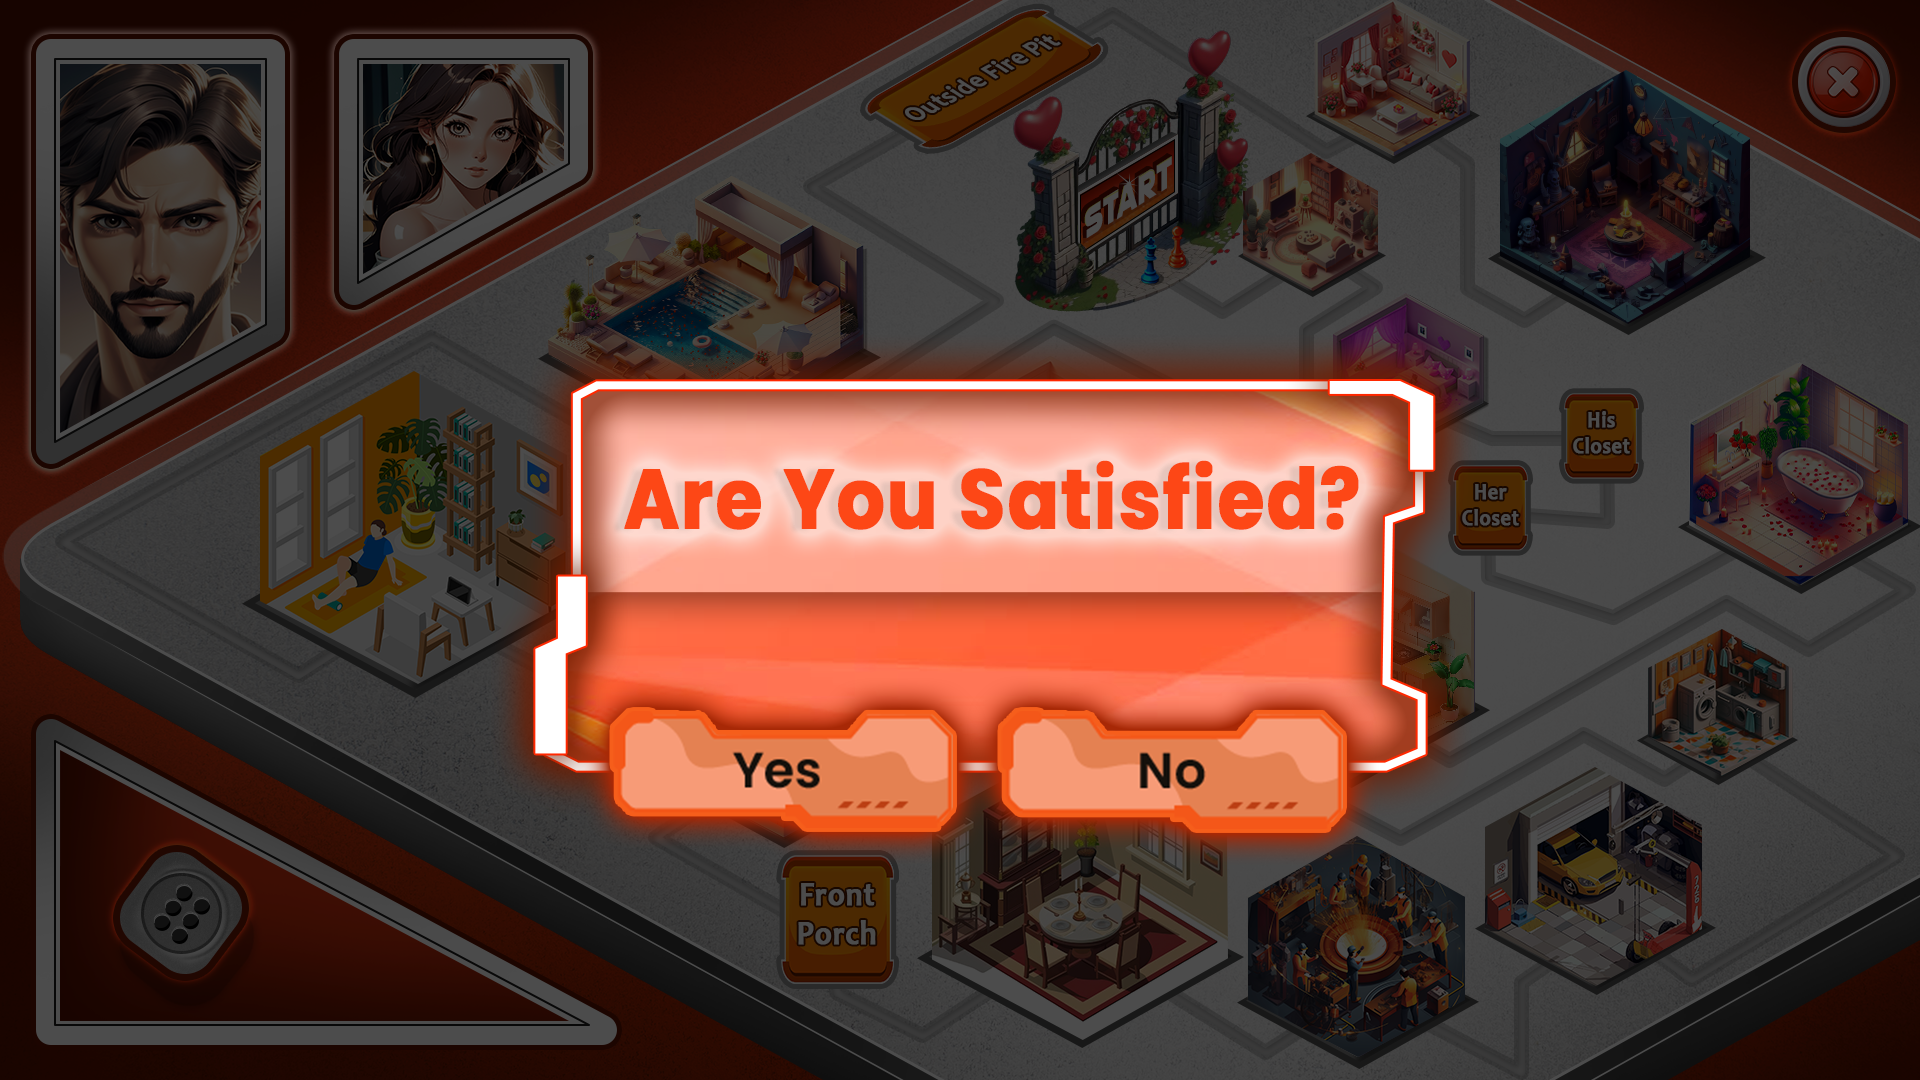 Outside Fire Pit
START
His
Closet
Her
Closet
Are You Satisfied?
Yes
No
Front
Porch